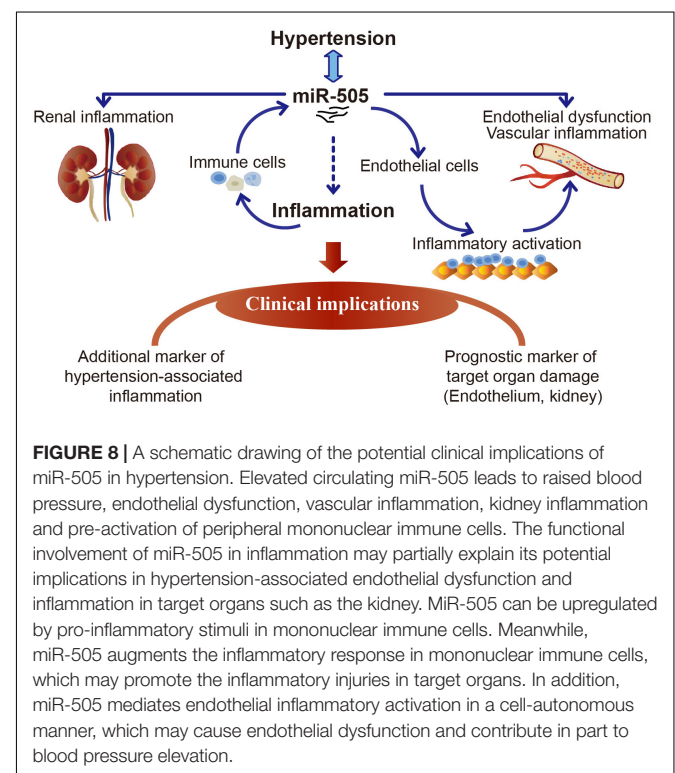 Hypertension
miR-505
Renal inflammation
Endothelial dysfunction
Vascular inflammation
Immune cells
Endothelial cells
Inflammation
Inflammatory activation
Clinical implications
Additional marker of
hypertension-associated
inflammation
Prognostic marker of
target organ damage
(Endothelium, kidney)
FIGURE 8 | A schematic drawing of the potential clinical implications of
miR-505 in hypertension. Elevated circulating miR-505 leads to raised blood
pressure, endothelial dysfunction, vascular inflammation, kidney inflammation
and pre-activation of peripheral mononuclear immune cells. The functional
involvement of miR-505 in inflammation may partially explain its potential
implications in hypertension-associated endothelial dysfunction and
inflammation in target organs such as the kidney. MiR-505 can be upregulated
by pro-inflammatory stimuli in mononuclear immune cells. Meanwhile,
miR-505 augments the inflammatory response in mononuclear immune cells,
which may promote the inflammatory injuries in target organs. In addition,
miR-505 mediates endothelial inflammatory activation in a cell-autonomous
manner, which may cause endothelial dysfunction and contribute in part to
blood pressure elevation.